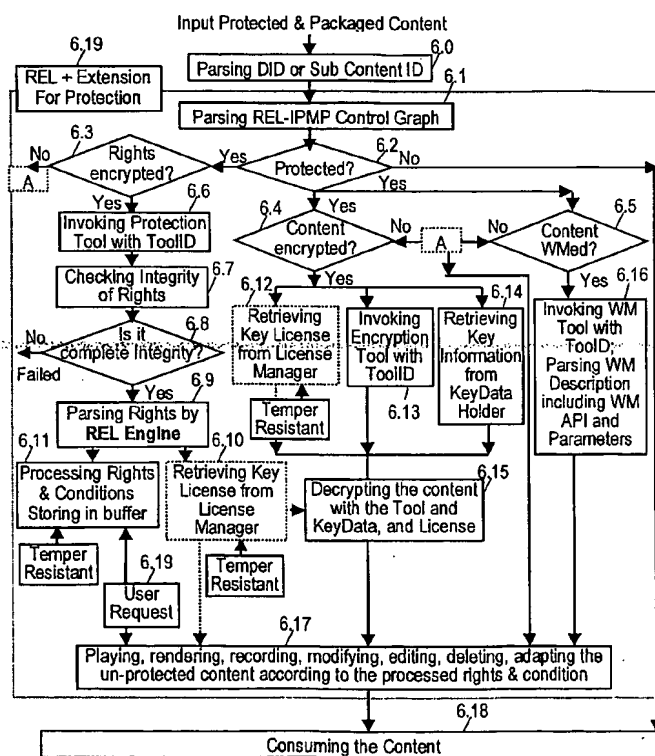 Input Protected & Packaged Content
6.19
6.0
REL + Extension
For Protection
Parsing DID or Sub Content ID
6.1
Parsing REL-IPMP Control Graph
6.3
6.2
No
Rights
encrypted?
Yes
Protected?
No
A
Yes
6.6
Yes
Yes
6.4
6.5
Invoking Protection
Tool with ToolID
Content
encrypted?
No
A
No
Content
WMed?
6.7
Checking Integrity
of Rights
6.12
Yes
6.14
Yes
6.16
No
Is it
complete Integrity?
6.8
Failed
Retrieving
Key License
from License
Manager
Invoking
Encryption
Tool with
ToolID
6.13
Retrieving
Key
Information
from
KeyData
Holder
Invoking WM
Tool with
TooID;
Parsing WM
Description
including WM
API and
Parameters
Yes
6.9
Temper
Resistant
Parsing Rights by
REL Engine
6.11
6.10
6.15
Processing Rights
& Conditions
Storing in buffer
Retrieving Key
License from
License
Manager
Decrypting the content
with the Tool and
KeyData, and License
Temper
Resistant
6.19
User
Request
Temper
Resistant
6.17
Playing, rendering, recording, modifying, editing, deleting, adapting the
un-protected content according to the processed rights & condition
6.18
Consuming the Content